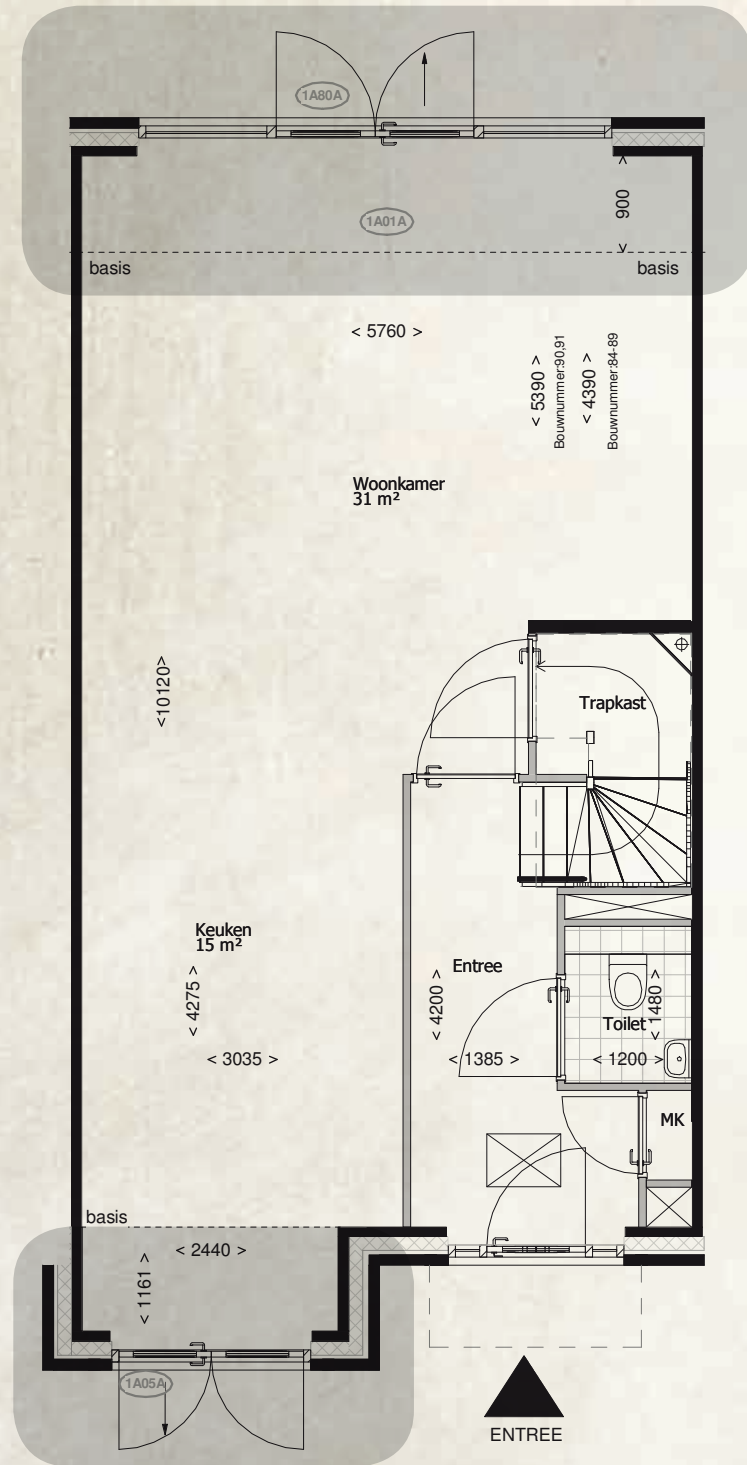 1A80A
1A01A
< 900 >
basis
basis
< 5760 >
< 5390 >
Bouwnummer:90,91
< 4390 >
Bouwnummer:84-89
Woonkamer
31 m²
<10120>
Trapkast
Keuken
15 m²
Entree
< 4275 >
< 4200 >
Toilet
< 1480 >
< 3035 >
< 1385 >
< 1200 >
MK
basis
< 2440 >
< 1161 >
1A05A
ENTREE